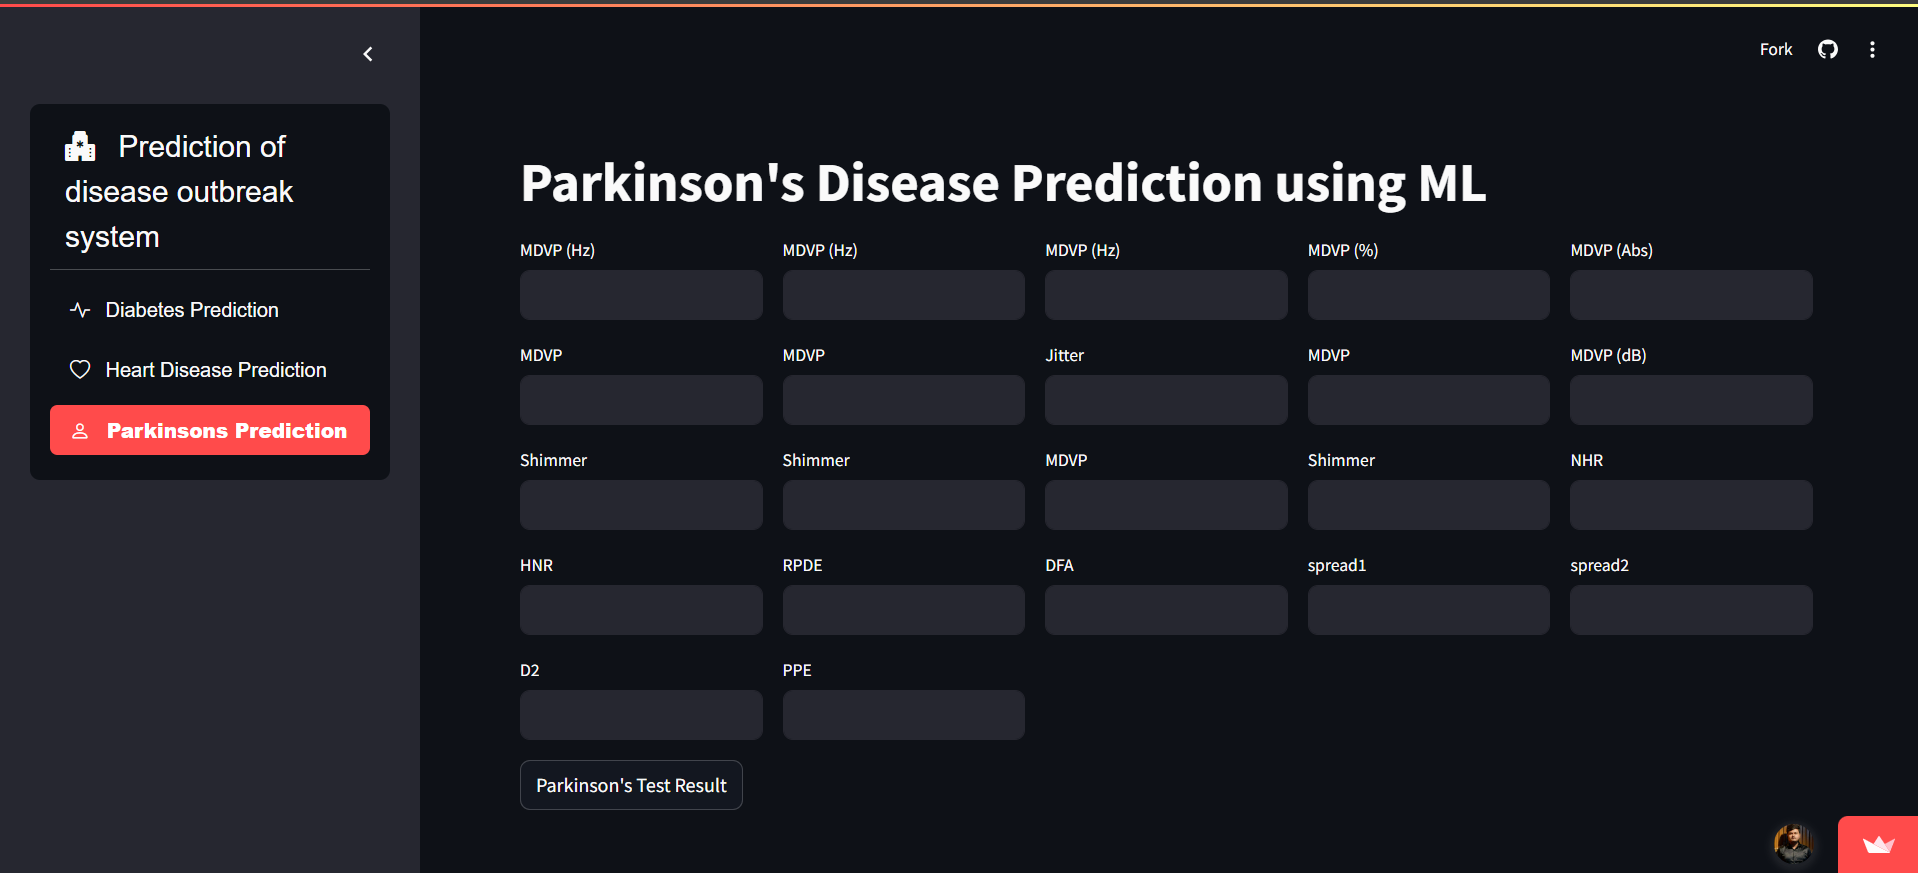 Fork
Prediction of
disease outbreak
system
Diabetes Prediction
Heart Disease Prediction
Parkinsons Prediction
Parkinson's Disease Prediction using ML
MDVP (Hz) MDVP (Hz) MDVP (Hz) MDVP (%) MDVP (Abs)
MDVP MDVP Jitter MDVP MDVP (dB)
Shimmer Shimmer MDVP Shimmer NHR
HNR RPDE DFA spread1 spread2
D2 PPE
Parkinson's Test Result